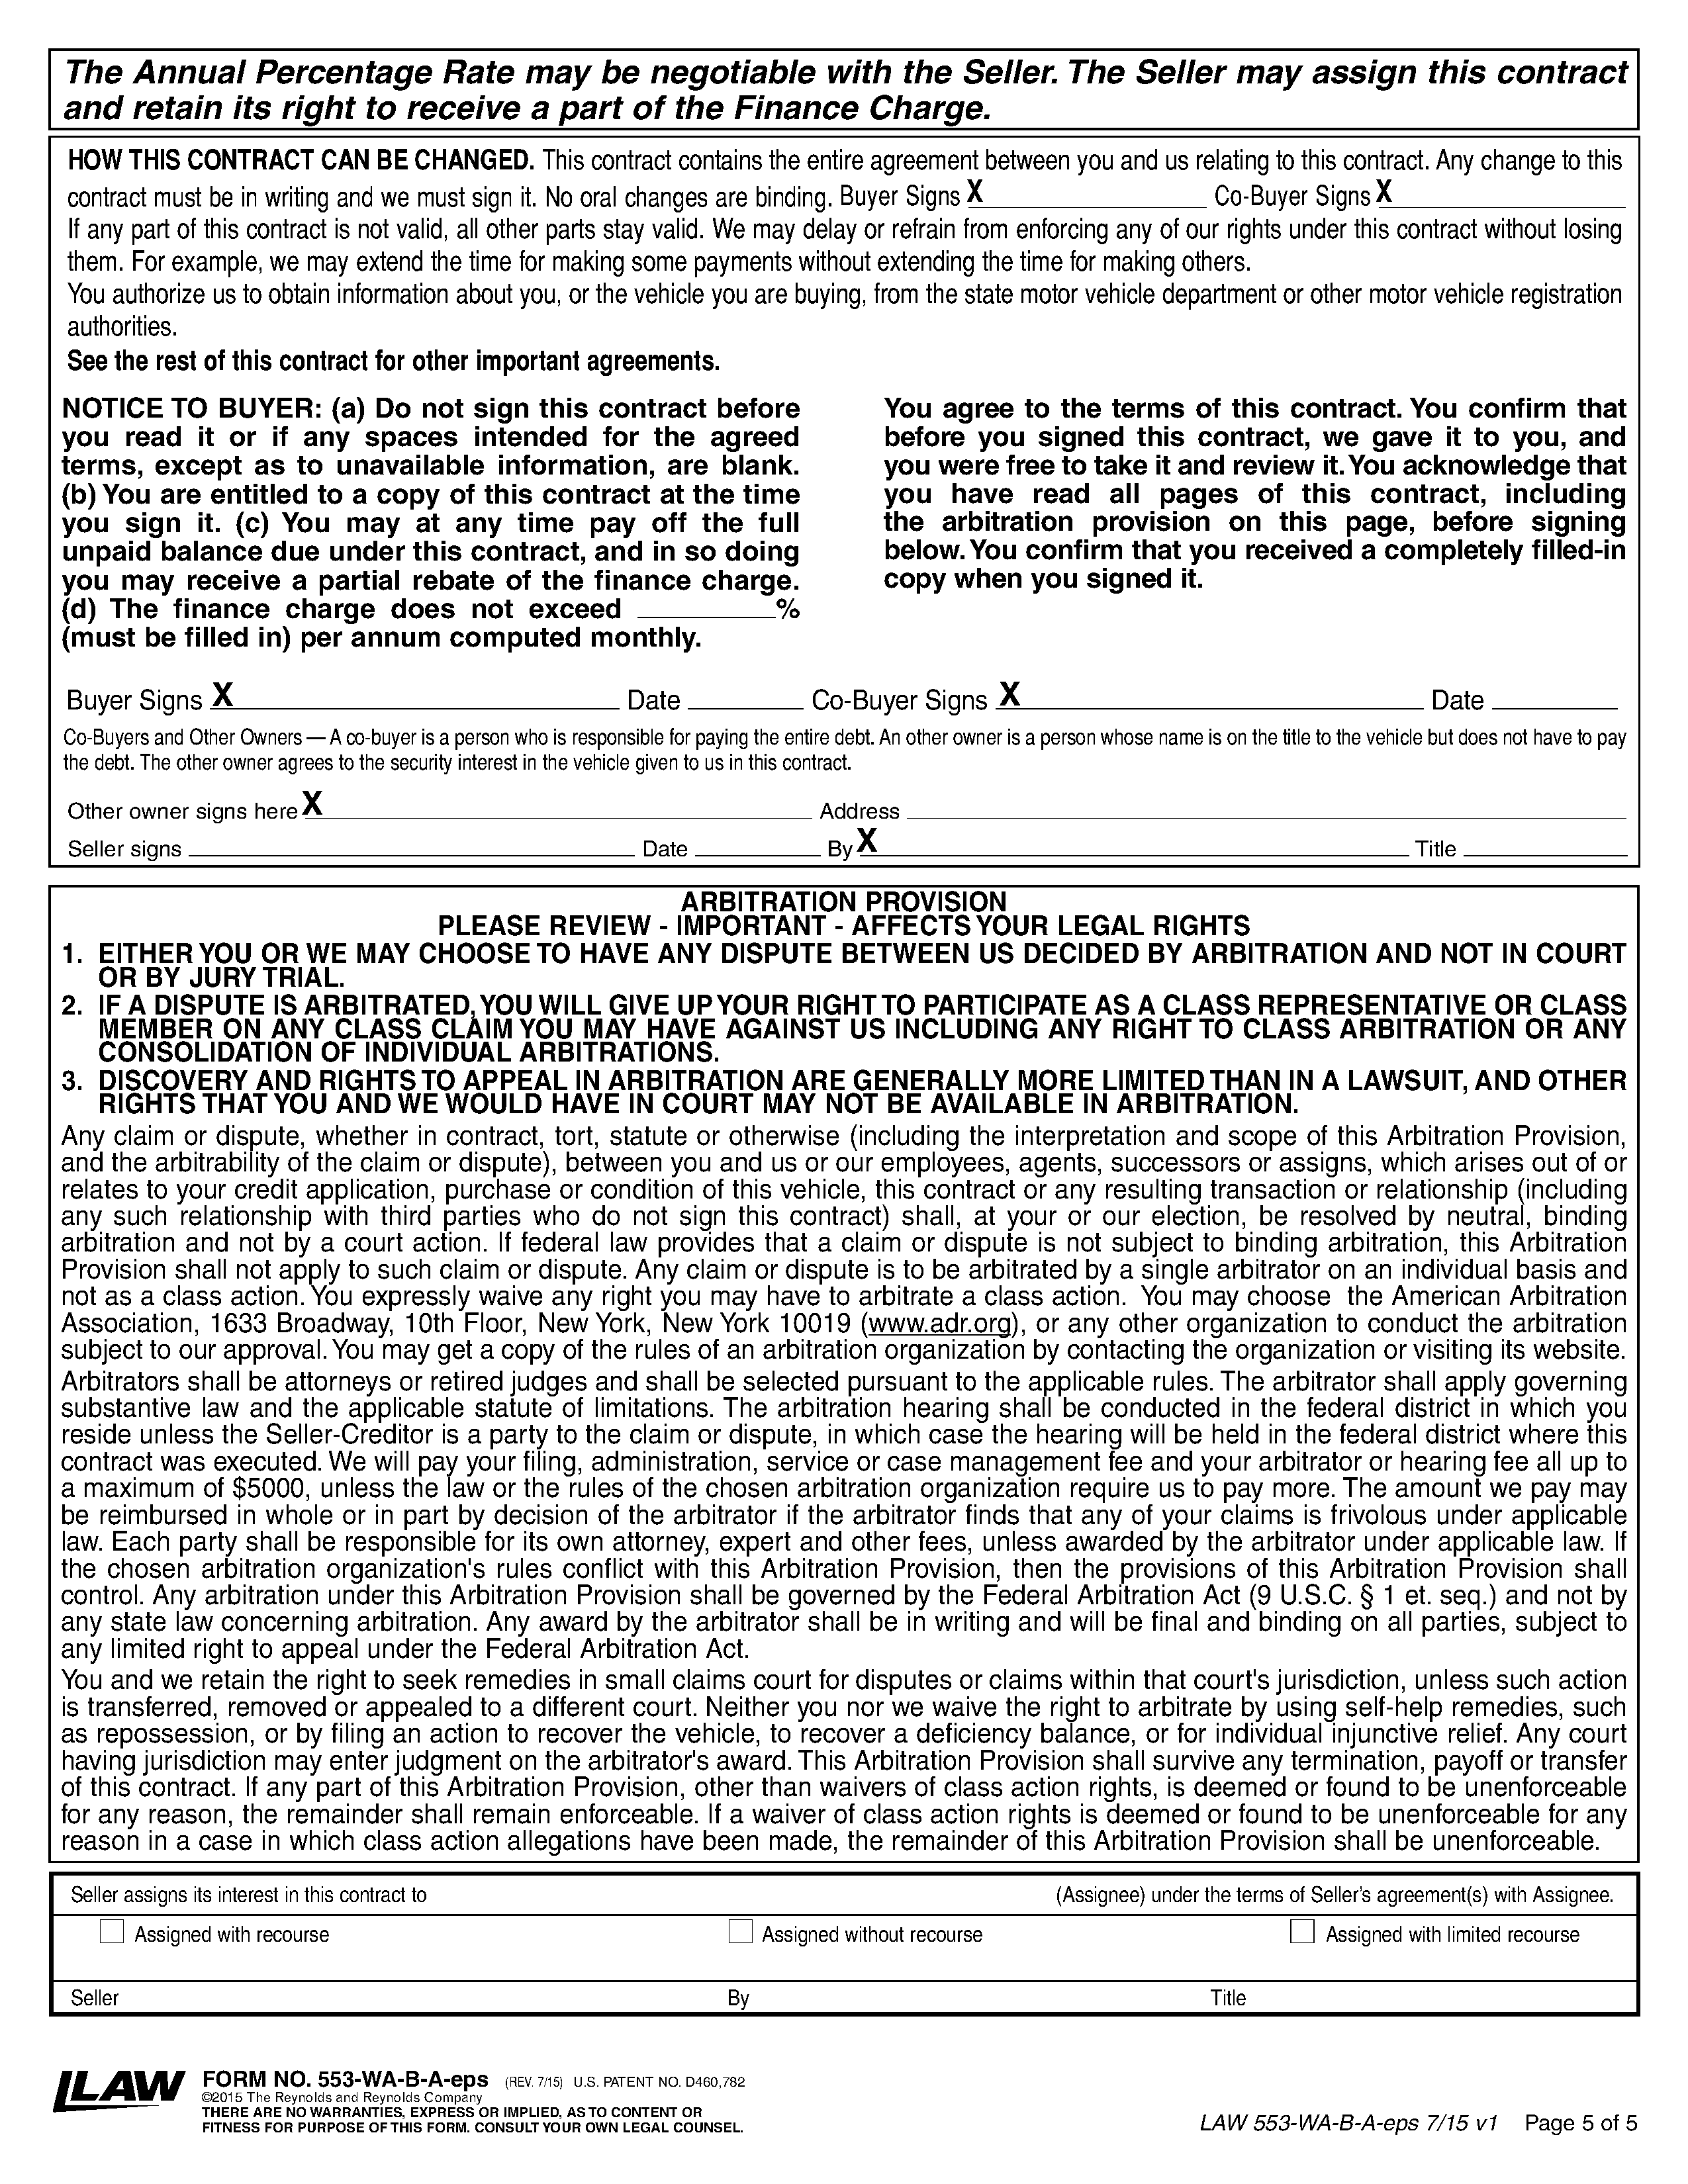 The Annual Percentage Rate may be negotiable with the Seller. The Seller may assign this contract
and retain its right to receive a part of the Finance Charge.
HOW THIS CONTRACT CAN BE CHANGED. This contract contains the entire agreement between you and us relating to this contract. Any change to this
contract must be in writing and we must sign it. No oral changes are binding. Buyer Signs X Co-Buyer Signs X
If any part of this contract is not valid, all other parts stay valid. We may delay or refrain from enforcing any of our rights under this contract without losing
them. For example, we may extend the time for making some payments without extending the time for making others.
You authorize us to obtain information about you, or the vehicle you are buying, from the state motor vehicle department or other motor vehicle registration
authorities.
See the rest of this contract for other important agreements.
NOTICE TO BUYER: (a) Do not sign this contract before
you read it or if any spaces intended for the agreed
terms, except as to unavailable information, are blank.
(b) You are entitled to a copy of this contract at the time
you sign it. (c) You may at any time pay off the full
unpaid balance due under this contract, and in so doing
you may receive a partial rebate of the finance charge.
(d) The finance charge does not exceed __________%
(must be filled in) per annum computed monthly.
You agree to the terms of this contract. You confirm that
before you signed this contract, we gave it to you, and
you were free to take it and review it. You acknowledge that
you have read all pages of this contract, including
the arbitration provision on this page, before signing
below. You confirm that you received a completely filled-in
copy when you signed it.
Buyer Signs X Date Co-Buyer Signs X Date
Co-Buyers and Other Owners — A co-buyer is a person who is responsible for paying the entire debt. An other owner is a person whose name is on the title to the vehicle but does not have to pay
the debt. The other owner agrees to the security interest in the vehicle given to us in this contract.
Other owner signs here X Address
Seller signs Date By X Title
ARBITRATION PROVISION
PLEASE REVIEW - IMPORTANT - AFFECTS YOUR LEGAL RIGHTS
1. EITHER YOU OR WE MAY CHOOSE TO HAVE ANY DISPUTE BETWEEN US DECIDED BY ARBITRATION AND NOT IN COURT
OR BY JURY TRIAL.
2. IF A DISPUTE IS ARBITRATED, YOU WILL GIVE UP YOUR RIGHT TO PARTICIPATE AS A CLASS REPRESENTATIVE OR CLASS
MEMBER ON ANY CLASS CLAIM YOU MAY HAVE AGAINST US INCLUDING ANY RIGHT TO CLASS ARBITRATION OR ANY
CONSOLIDATION OF INDIVIDUAL ARBITRATIONS.
3. DISCOVERY AND RIGHTS TO APPEAL IN ARBITRATION ARE GENERALLY MORE LIMITED THAN IN A LAWSUIT, AND OTHER
RIGHTS THAT YOU AND WE WOULD HAVE IN COURT MAY NOT BE AVAILABLE IN ARBITRATION.
Any claim or dispute, whether in contract, tort, statute or otherwise (including the interpretation and scope of this Arbitration Provision,
and the arbitrability of the claim or dispute), between you and us or our employees, agents, successors or assigns, which arises out of or
relates to your credit application, purchase or condition of this vehicle, this contract or any resulting transaction or relationship (including
any such relationship with third parties who do not sign this contract) shall, at your or our election, be resolved by neutral, binding
arbitration and not by a court action. If federal law provides that a claim or dispute is not subject to binding arbitration, this Arbitration
Provision shall not apply to such claim or dispute. Any claim or dispute is to be arbitrated by a single arbitrator on an individual basis and
not as a class action. You expressly waive any right you may have to arbitrate a class action. You may choose the American Arbitration
Association, 1633 Broadway, 10th Floor, New York, New York 10019 (www.adr.org), or any other organization to conduct the arbitration
subject to our approval. You may get a copy of the rules of an arbitration organization by contacting the organization or visiting its website.
Arbitrators shall be attorneys or retired judges and shall be selected pursuant to the applicable rules. The arbitrator shall apply governing
substantive law and the applicable statute of limitations. The arbitration hearing shall be conducted in the federal district in which you
reside unless the Seller-Creditor is a party to the claim or dispute, in which case the hearing will be held in the federal district where this
contract was executed. We will pay your filing, administration, service or case management fee and your arbitrator or hearing fee all up to
a maximum of $5000, unless the law or the rules of the chosen arbitration organization require us to pay more. The amount we pay may
be reimbursed in whole or in part by decision of the arbitrator if the arbitrator finds that any of your claims is frivolous under applicable
law. Each party shall be responsible for its own attorney, expert and other fees, unless awarded by the arbitrator under applicable law. If
the chosen arbitration organization's rules conflict with this Arbitration Provision, then the provisions of this Arbitration Provision shall
control. Any arbitration under this Arbitration Provision shall be governed by the Federal Arbitration Act (9 U.S.C. § 1 et. seq.) and not by
any state law concerning arbitration. Any award by the arbitrator shall be in writing and will be final and binding on all parties, subject to
any limited right to appeal under the Federal Arbitration Act.
You and we retain the right to seek remedies in small claims court for disputes or claims within that court's jurisdiction, unless such action
is transferred, removed or appealed to a different court. Neither you nor we waive the right to arbitrate by using self-help remedies, such
as repossession, or by filing an action to recover the vehicle, to recover a deficiency balance, or for individual injunctive relief. Any court
having jurisdiction may enter judgment on the arbitrator's award. This Arbitration Provision shall survive any termination, payoff or transfer
of this contract. If any part of this Arbitration Provision, other than waivers of class action rights, is deemed or found to be unenforceable
for any reason, the remainder shall remain enforceable. If a waiver of class action rights is deemed or found to be unenforceable for any
reason in a case in which class action allegations have been made, the remainder of this Arbitration Provision shall be unenforceable.
Seller assigns its interest in this contract to (Assignee) under the terms of Seller's agreement(s) with Assignee.
Assigned with recourse Assigned without recourse Assigned with limited recourse
Seller By Title
LAW FORM NO. 553-WA-B-A-eps (REV. 7/15) U.S. PATENT NO. D460,782
©2015 The Reynolds and Reynolds Company
THERE ARE NO WARRANTIES, EXPRESS OR IMPLIED, AS TO CONTENT OR
FITNESS FOR PURPOSE OF THIS FORM. CONSULT YOUR OWN LEGAL COUNSEL.
LAW 553-WA-B-A-eps 7/15 v1 Page 5 of 5